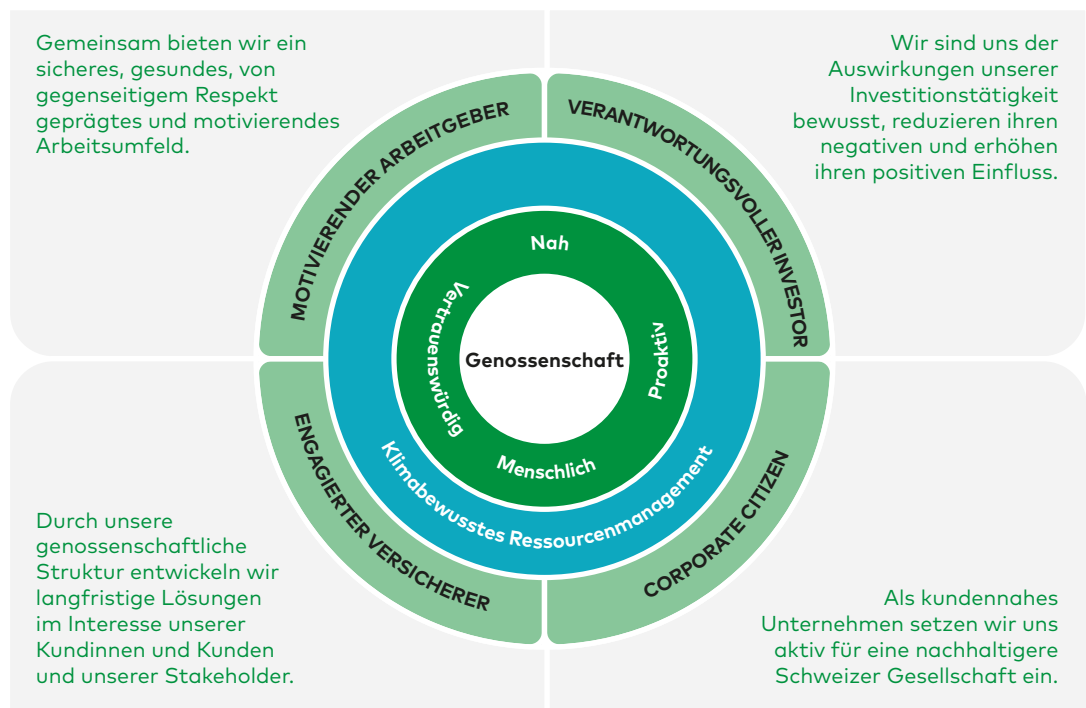 Gemeinsam bieten wir ein
sicheres, gesundes, von
gegenseitigem Respekt
geprägtes und motivierendes
Arbeitsumfeld.
Wir sind uns der
Auswirkungen unserer
Investitionstätigkeit
bewusst, reduzieren ihren
negativen und erhöhen
ihren positiven Einfluss.
MOTIVIERENDER ARBEITGEBER
VERANTWORTUNGSVOLLER INVESTOR
Nah
Vertrauenswürdig
Genossenschaft
Proaktiv
Menschlich
Klimabewusstes Ressourcenmanagement
ENGAGIERTER VERSICHERER
CORPORATE CITIZEN
Durch unsere
genossenschaftliche
Struktur entwickeln wir
langfristige Lösungen
im Interesse unserer
Kundinnen und Kunden
und unserer Stakeholder.
Als kundennahes
Unternehmen setzen wir uns
aktiv für eine nachhaltigere
Schweizer Gesellschaft ein.